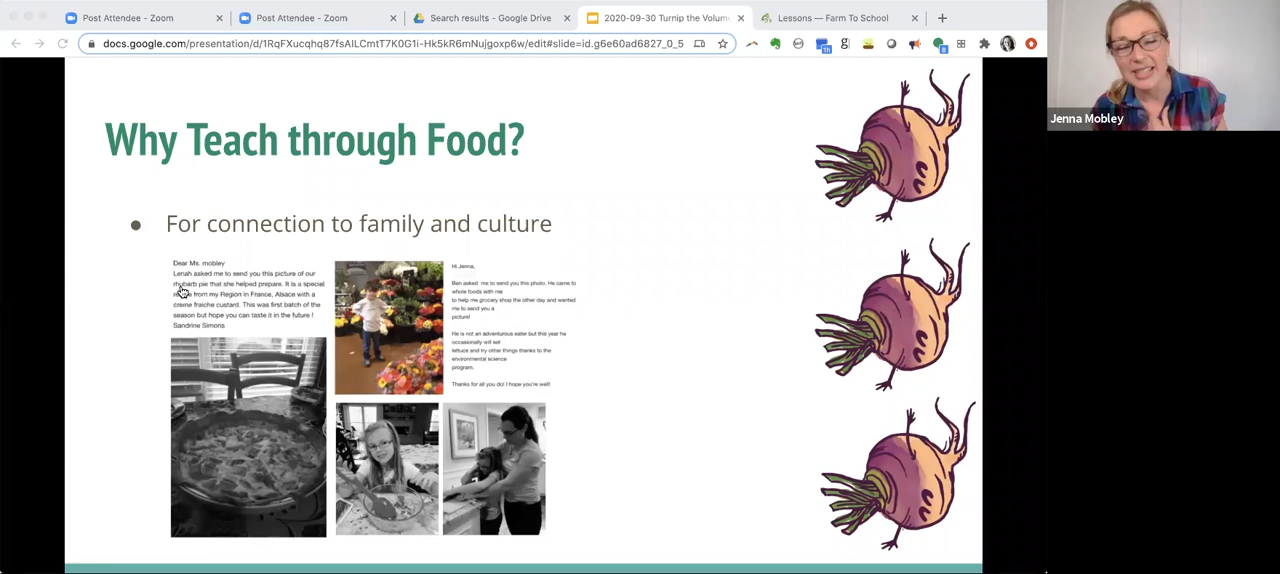 Post Attendee - Zoom
Post Attendee - Zoom
Search results - Google Drive
2020-09-30 Turnip the Volum
Lessons — Farm To School
docs.google.com/presentation/d/1RqFXucqhq87fsAILCmtT7K0G1i-Hk5kR6mNujgoxp6w/edit#slide=id.g6e60ad6827_0_5
Jenna Mobley
Why Teach through Food?
● For connection to family and culture
Dear Ms. mobley
Lenah asked me to send you this picture of our
rhubarb pie that she helped prepare. It is a special
from my Region in France, Alsace with a
crème fraiche custard. This was first batch of the
season but hope you can taste it in the future !
Sandrine Simons
Hi Jenna,
Ben asked me to send you this photo. He came to
whole foods with me
to help me grocery shop the other day and wanted
me to send you a
picture!
He is not an adventurous eater but this year he
occasionally will eat
lettuce and try other things thanks to the
environmental science
program.
Thanks for all you do! I hope you're well!